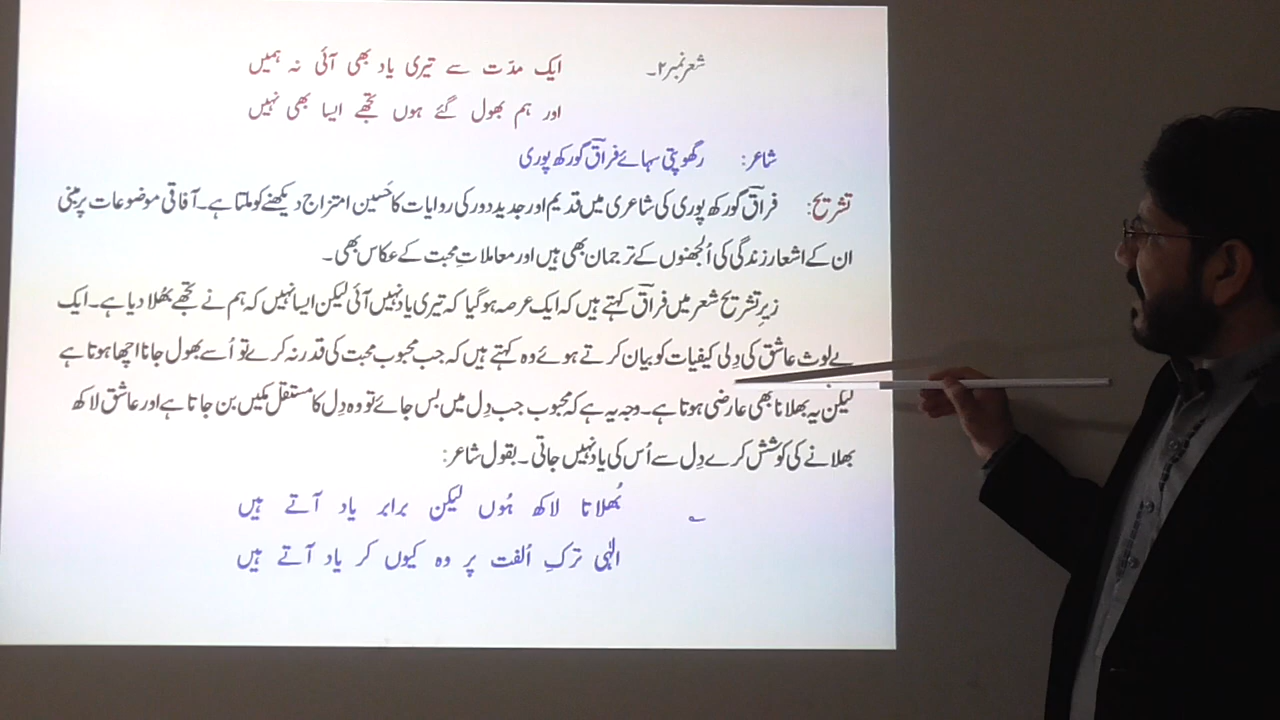 شعر نمبر ۲۔ ایک مدّت سے تیری یاد بھی آئی نہ ہمیں
اور ہم بھول گئے ہوں تجھے ایسا بھی نہیں
شاعر: رگھوپتی سہائے فراقؔ گورکھ پوری
تشریح: فراقؔ گورکھ پوری کی شاعری میں قدیم اور جدید دور کی روایات کا حَسین امتزاج دیکھنے کو ملتا ہے۔ آفاقی موضوعات پر مبنی
ان کے اشعار زندگی کی اُلجھنوں کے ترجمان بھی ہیں اور معاملاتِ محبت کے عکاس بھی۔
زیرِ تشریح شعر میں فراقؔ کہتے ہیں کہ ایک عرصہ ہو گیا کہ تیری یاد نہیں آئی لیکن ایسا نہیں کہ ہم نے تجھے بھُلا دیا ہے۔ ایک
بے لوث عاشق کی دِلی کیفیات کو بیان کرتے ہوئے وہ کہتے ہیں کہ جب محبوب محبت کی قدر نہ کرے تو اُسے بھول جانا اچھا ہوتا ہے
لیکن یہ بھلانا بھی عارضی ہوتا ہے۔ وجہ یہ ہے کہ محبوب جب دِل میں بس جائے تو وہ دِل کا مستقل مکیں بن جاتا ہے اور عاشق لاکھ
بھلانے کی کوشش کرے دِل سے اُس کی یاد نہیں جاتی۔ بقول شاعر:
؎ بُھلاتا لاکھ ہُوں لیکن برابر یاد آتے ہیں
الٰہی ترکِ اُلفت پر وہ کیوں کر یاد آتے ہیں